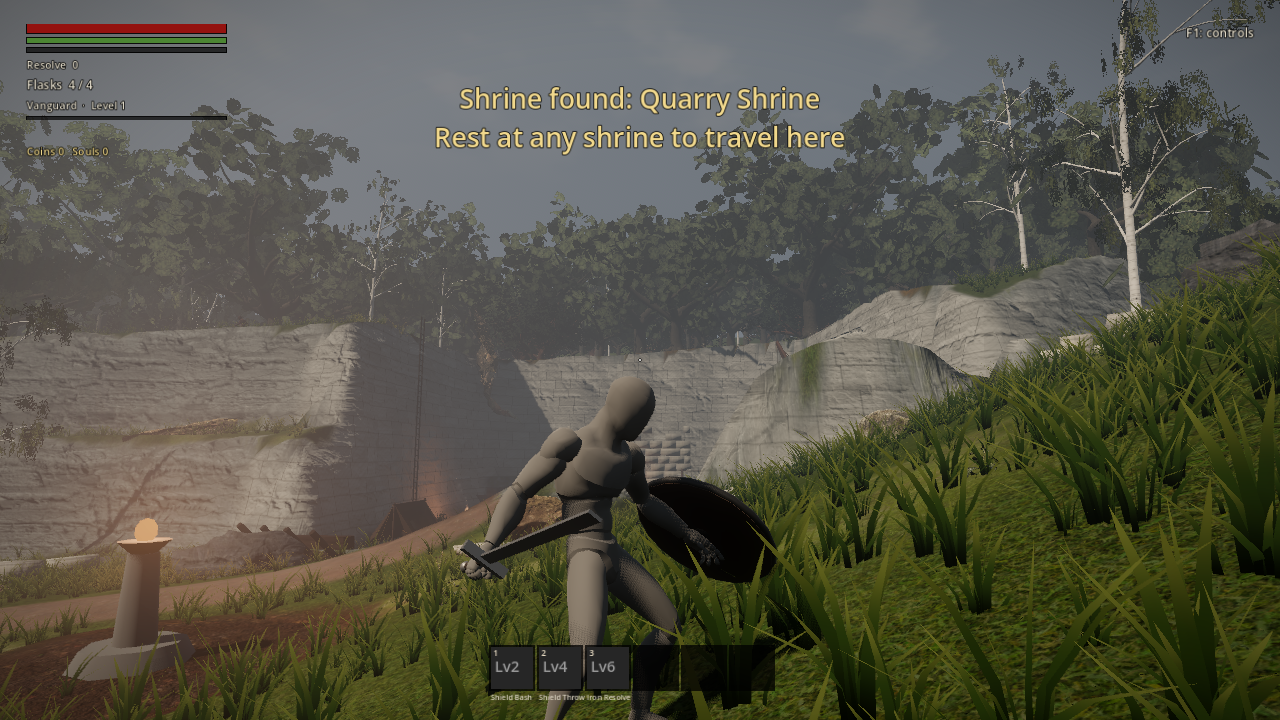 F1: controls
Resolve 0
Flasks 4 / 4
Vanguard · Level 1
Coins 0 Souls 0
Shrine found: Quarry Shrine
Rest at any shrine to travel here
1 2 3
Lv2 Lv4 Lv6
Shield Bash Shield Throw Iron Resolve